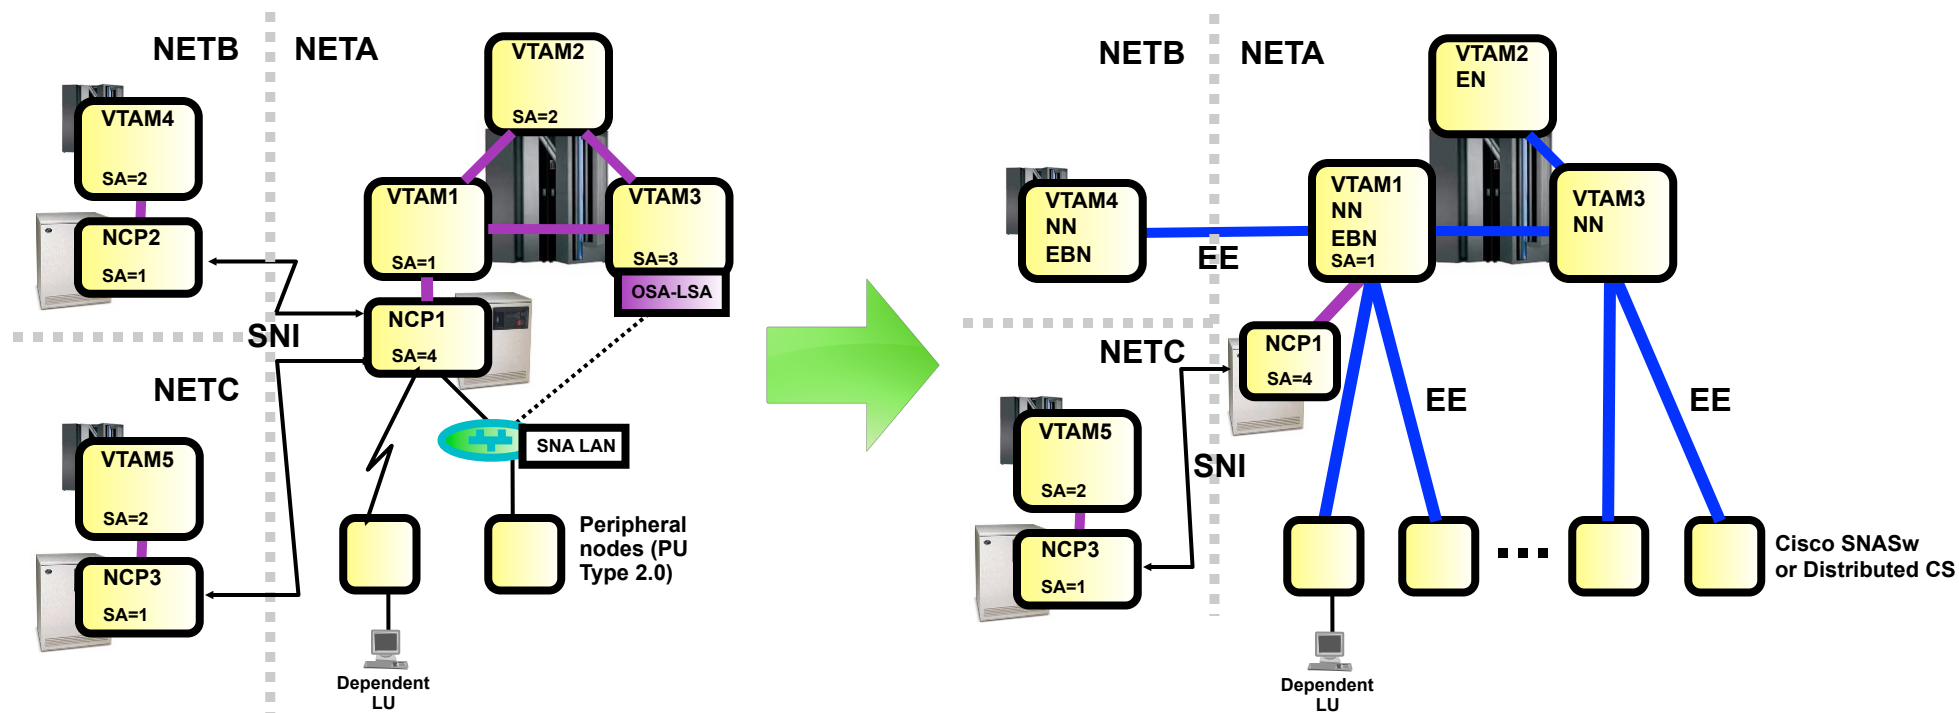 NETB
NETA
VTAM2
SA=2
VTAM4
SA=2
VTAM1
SA=1
VTAM3
SA=3
OSA-LSA
NCP2
SA=1
NCP1
SA=4
SNI
NETC
SNA LAN
VTAM5
SA=2
NCP3
SA=1
Peripheral
nodes (PU
Type 2.0)
Dependent
LU
NETB
NETA
VTAM2
EN
VTAM4
NN
EBN
EE
VTAM1
NN
EBN
SA=1
VTAM3
NN
NETC
NCP1
SA=4
EE
EE
VTAM5
SA=2
SNI
NCP3
SA=1
Cisco SNASw
or Distributed CS
Dependent
LU